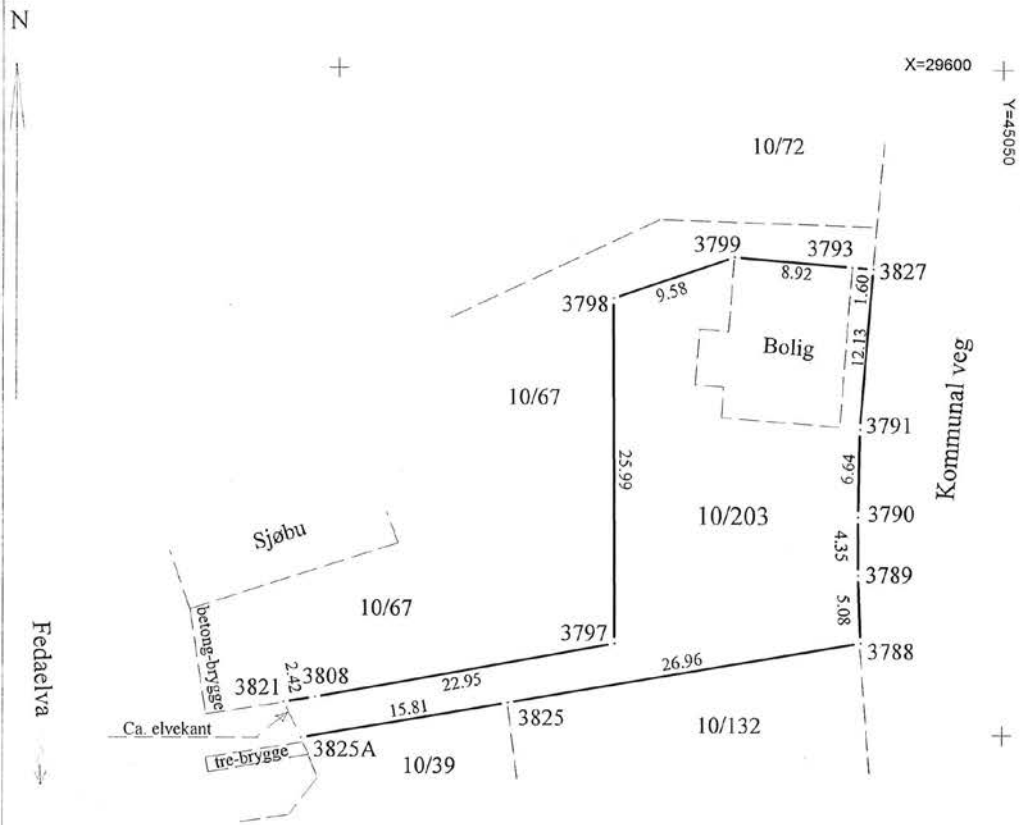 N
X=29600
Y=45050
10/72
3799
3793
3827
8.92
1.60
3798
9.58
Bolig
12.13
10/67
Kommunal veg
3791
25.99
6.64
10/203
3790
Sjøbu
4.35
3789
10/67
5.08
betong-brygge
3797
3788
Fedaelva
2.42
3808
26.96
3821
22.95
15.81
3825
Ca. elvekant
10/132
3825A
tre-brygge
10/39